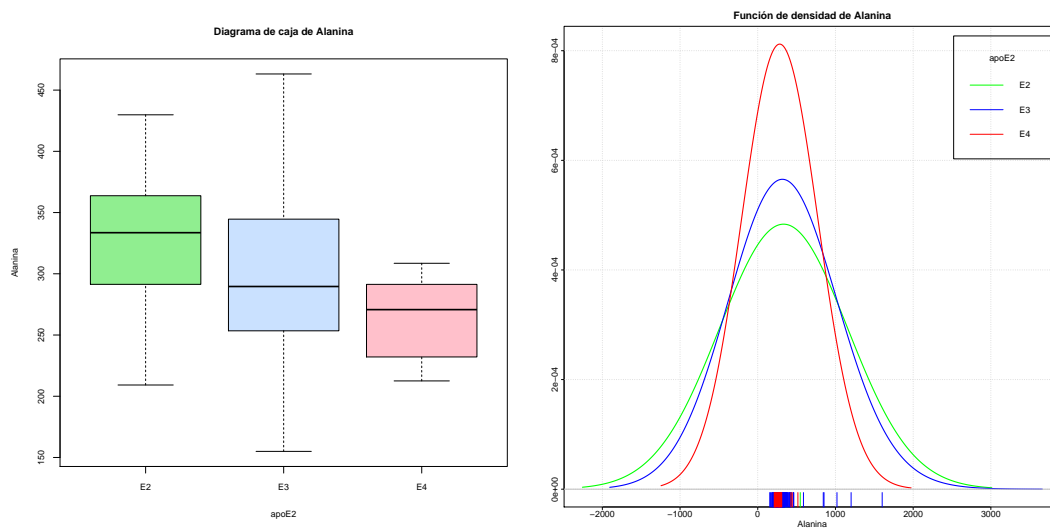 Diagrama de caja de Alanina
Alanina
450
400
350
300
250
200
150
E2
E3
E4
apoE2
Función de densidad de Alanina
8e−04
6e−04
4e−04
2e−04
0e+00
−2000
−1000
0
1000
2000
3000
Alanina
apoE2
E2
E3
E4